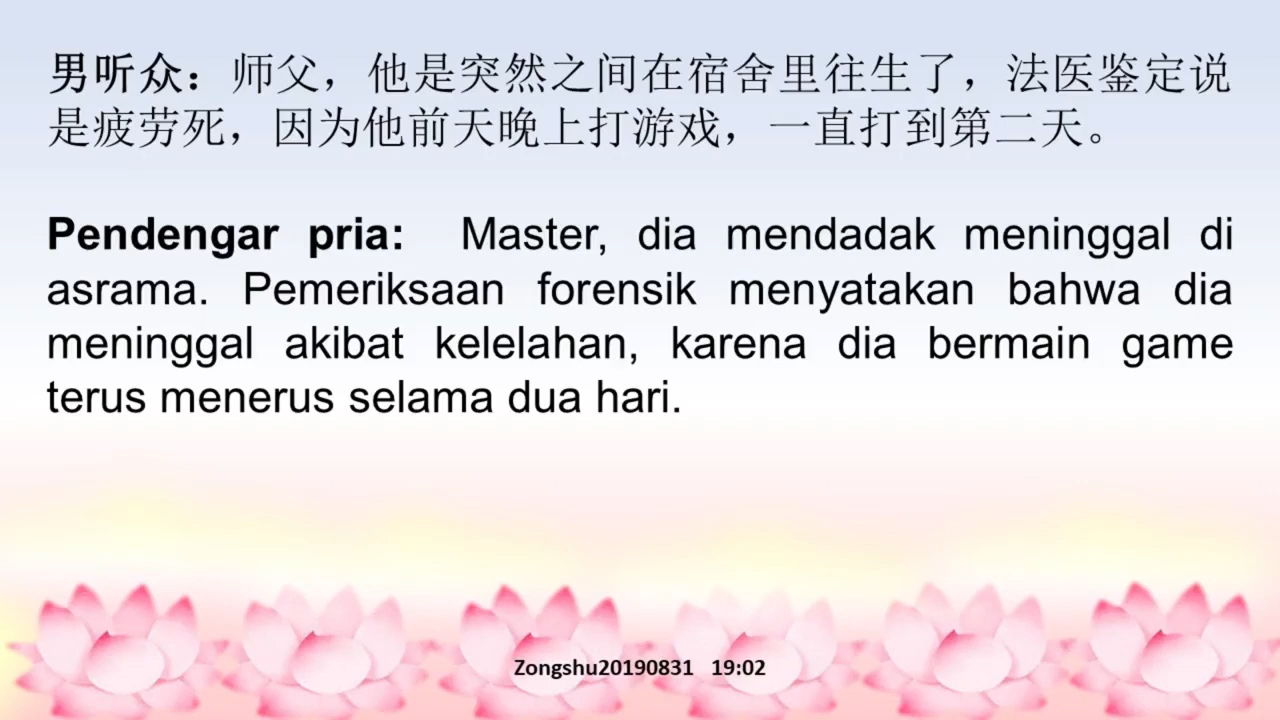 男听众：师父，他是突然之间在宿舍里往生了，法医鉴定说
是疲劳死，因为他前天晚上打游戏，一直打到第二天。
Pendengar pria: Master, dia mendadak meninggal di
asrama. Pemeriksaan forensik menyatakan bahwa dia
meninggal akibat kelelahan, karena dia bermain game
terus menerus selama dua hari.
Zongshu20190831 19:02